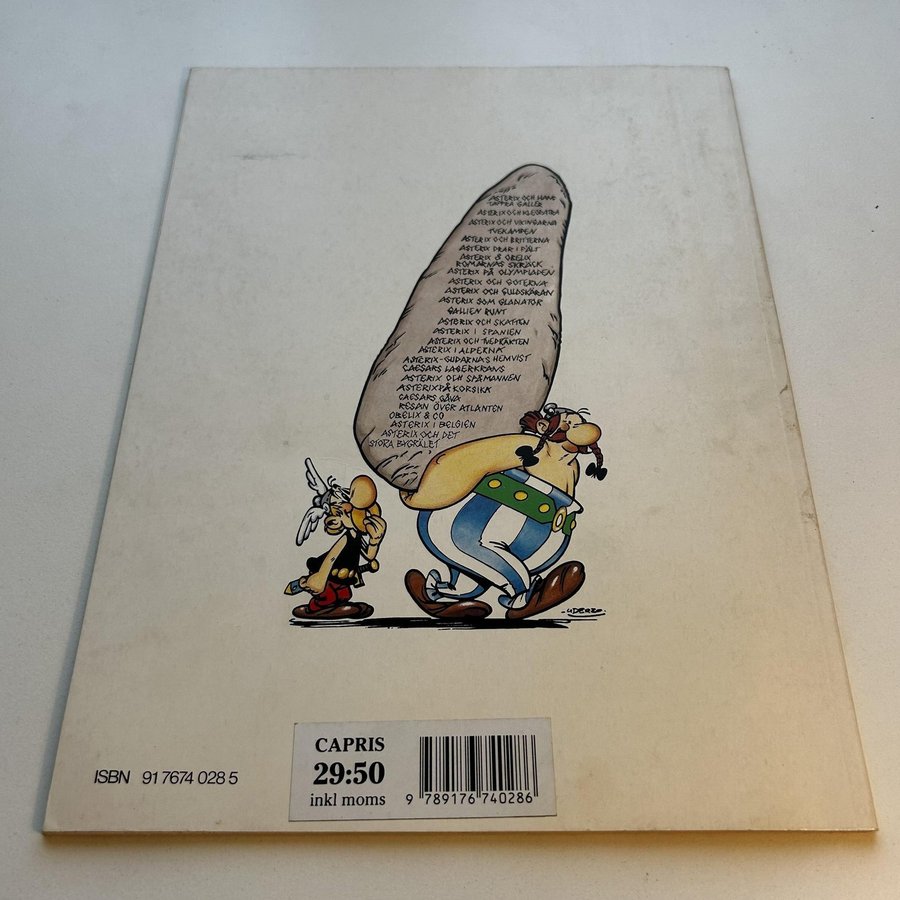 ASTERIX OCH HANS
TAPPRA GALLER
ASTERIX OCH KLEOPATRA
ASTERIX OCH VIKINGARNA
TVEKAMPEN
ASTERIX OCH BRITTERNA
ASTERIX DRAR I FÄLT
ASTERIX & OBELIX
ROMARNAS SKRÄCK
ASTERIX PÅ OLYMPIADEN
ASTERIX OCH GOTERNA
ASTERIX OCH GULDSKÄRAN
ASTERIX SOM GLADIATOR
GALLIEN RUNT
ASTERIX OCH SKATTEN
ASTERIX I SPANIEN
ASTERIX OCH TVEDRÄKTEN
ASTERIX I ALPERNA
ASTERIX-GUDARNAS HEMVIST
CAESARS LAGERKRANS
ASTERIX OCH SPÅMANNEN
ASTERIX PÅ KORSIKA
CAESARS GÅVA
RESAN ÖVER ATLANTEN
OBELIX & CO
ASTERIX I BELGIEN
ASTERIX OCH DET
STORA BYGRÄLET
-UDERZO-
ISBN 91 7674 028 5
CAPRIS
29:50
inkl moms
9 789176 740286